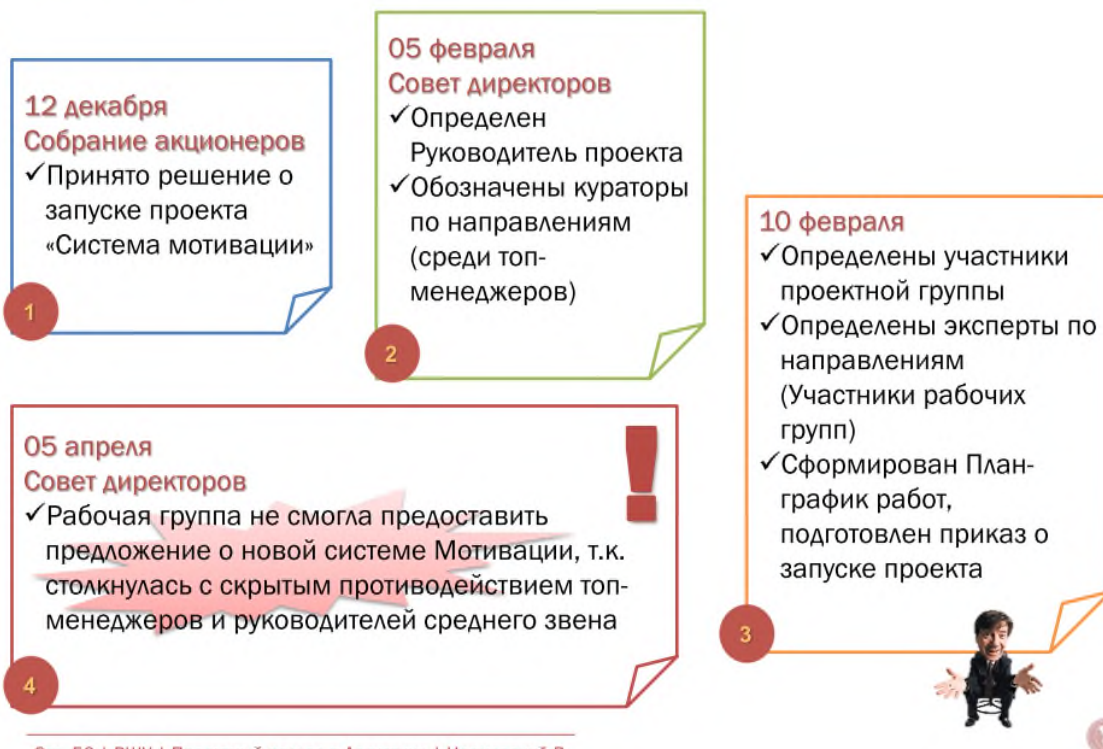 12 декабря
Собрание акционеров
✓Принято решение о
запуске проекта
«Система мотивации»
1
05 февраля
Совет директоров
✓Определен
Руководитель проекта
✓Обозначены кураторы
по направлениям
(среди топ-
менеджеров)
2
10 февраля
✓Определены участники
проектной группы
✓Определены эксперты по
направлениям
(Участники рабочих
групп)
✓Сформирован План-
график работ,
подготовлен приказ о
запуске проекта
3
05 апреля
Совет директоров
✓Рабочая группа не смогла предоставить
предложение о новой системе Мотивации, т.к.
столкнулась с скрытым противодействием топ-
менеджеров и руководителей среднего звена
!
4